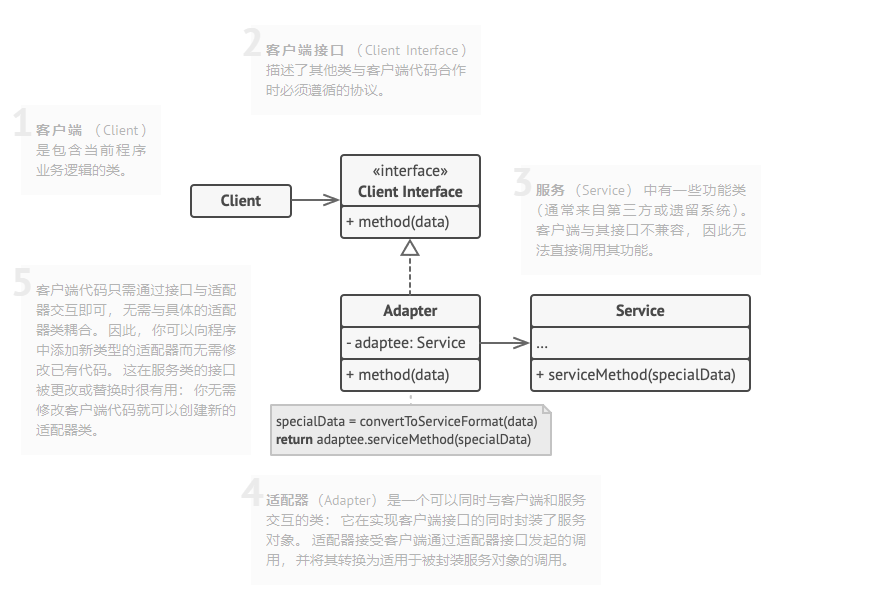 2
客户端接口 （Client Interface）
描述了其他类与客户端代码合作
时必须遵循的协议。
1
客户端 （Client）
是包含当前程序
业务逻辑的类。
«interface»
Client Interface
+ method(data)
Client
3
服务 （Service） 中有一些功能类
（通常来自第三方或遗留系统）。
客户端与其接口不兼容， 因此无
法直接调用其功能。
5
客户端代码只需通过接口与适配
器交互即可， 无需与具体的适配
器类耦合。 因此， 你可以向程序
中添加新类型的适配器而无需修
改已有代码。 这在服务类的接口
被更改或替换时很有用： 你无需
修改客户端代码就可以创建新的
适配器类。
Adapter
- adaptee: Service
+ method(data)
Service
...
+ serviceMethod(specialData)
specialData = convertToServiceFormat(data)
return adaptee.serviceMethod(specialData)
4
适配器 （Adapter） 是一个可以同时与客户端和服务
交互的类： 它在实现客户端接口的同时封装了服务
对象。 适配器接受客户端通过适配器接口发起的调
用， 并将其转换为适用于被封装服务对象的调用。